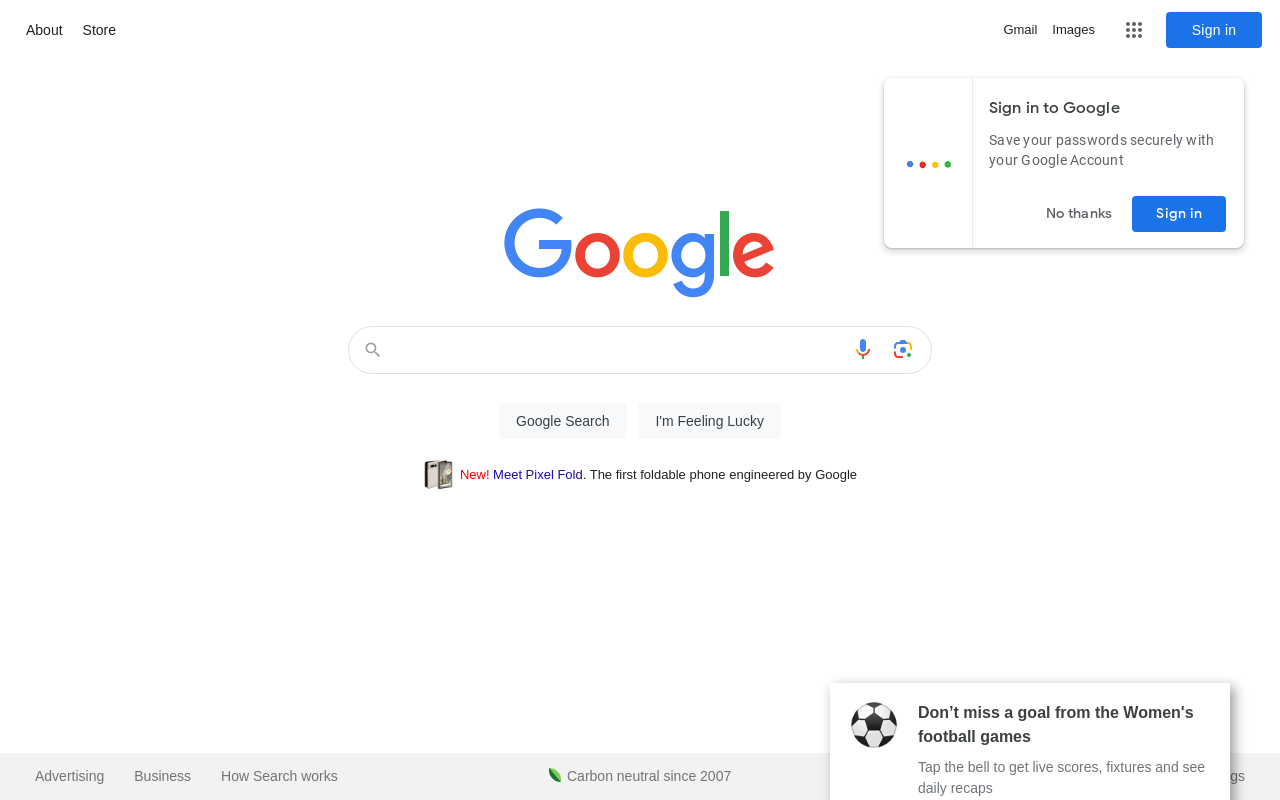 About Store Gmail Images Sign in
Sign in to Google
Save your passwords securely with
your Google Account
No thanks Sign in
Google
Google Search I'm Feeling Lucky
New! Meet Pixel Fold. The first foldable phone engineered by Google
Don’t miss a goal from the Women's
football games
Tap the bell to get live scores, fixtures and see
daily recaps
Advertising Business How Search works Carbon neutral since 2007